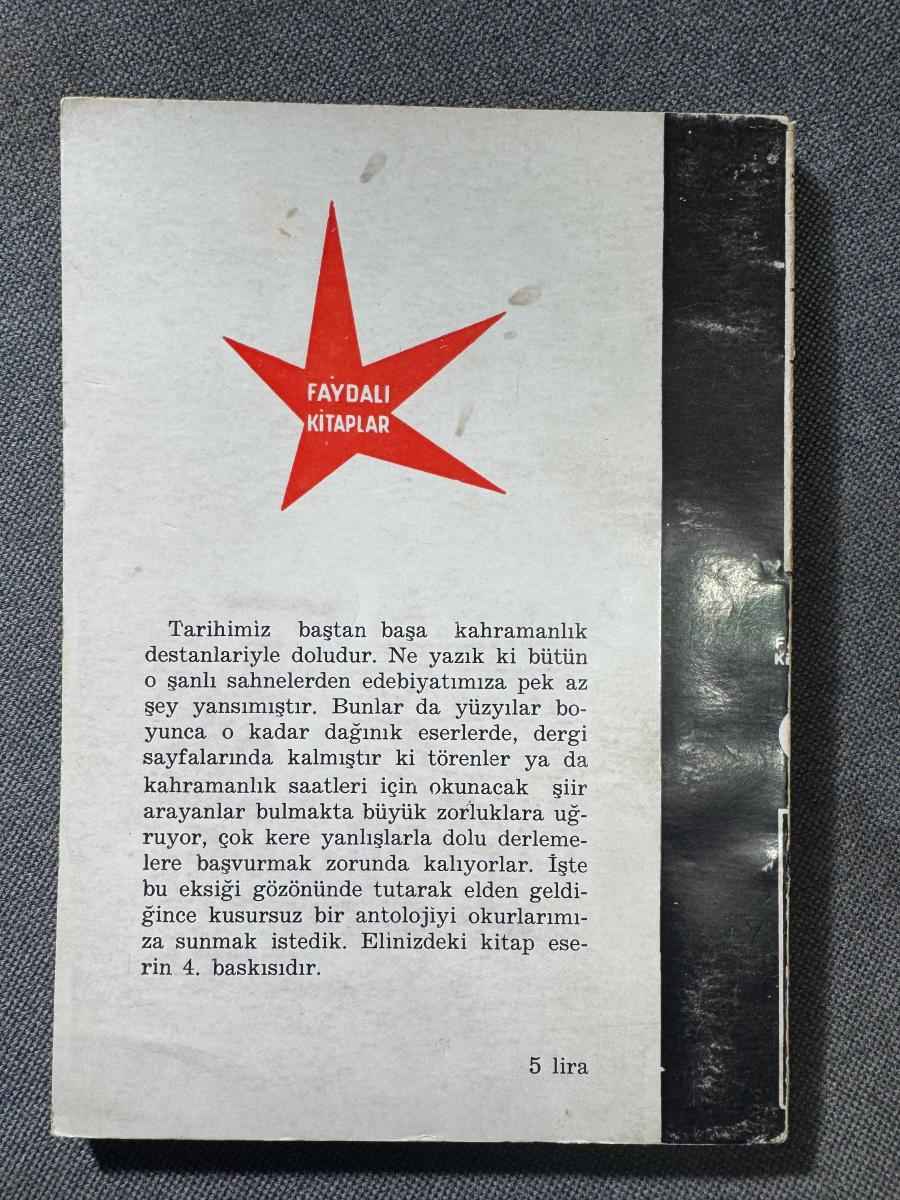 FAYDALI
KİTAPLAR
Tarihimiz baştan başa kahramanlık
destanlariyle doludur. Ne yazık ki bütün
o şanlı sahnelerden edebiyatımıza pek az
şey yansımıştır. Bunlar da yüzyılar bo-
yunca o kadar dağınık eserlerde, dergi
sayfalarında kalmıştır ki törenler ya da
kahramanlık saatleri için okunacak şiir
arayanlar bulmakta büyük zorluklara uğ-
ruyor, çok kere yanlışlarla dolu derleme-
lere başvurmak zorunda kalıyorlar. İşte
bu eksiği gözönünde tutarak elden geldi-
ğince kusursuz bir antolojiyi okurlarımı-
za sunmak istedik. Elinizdeki kitap ese-
rin 4. baskısıdır.
5 lira